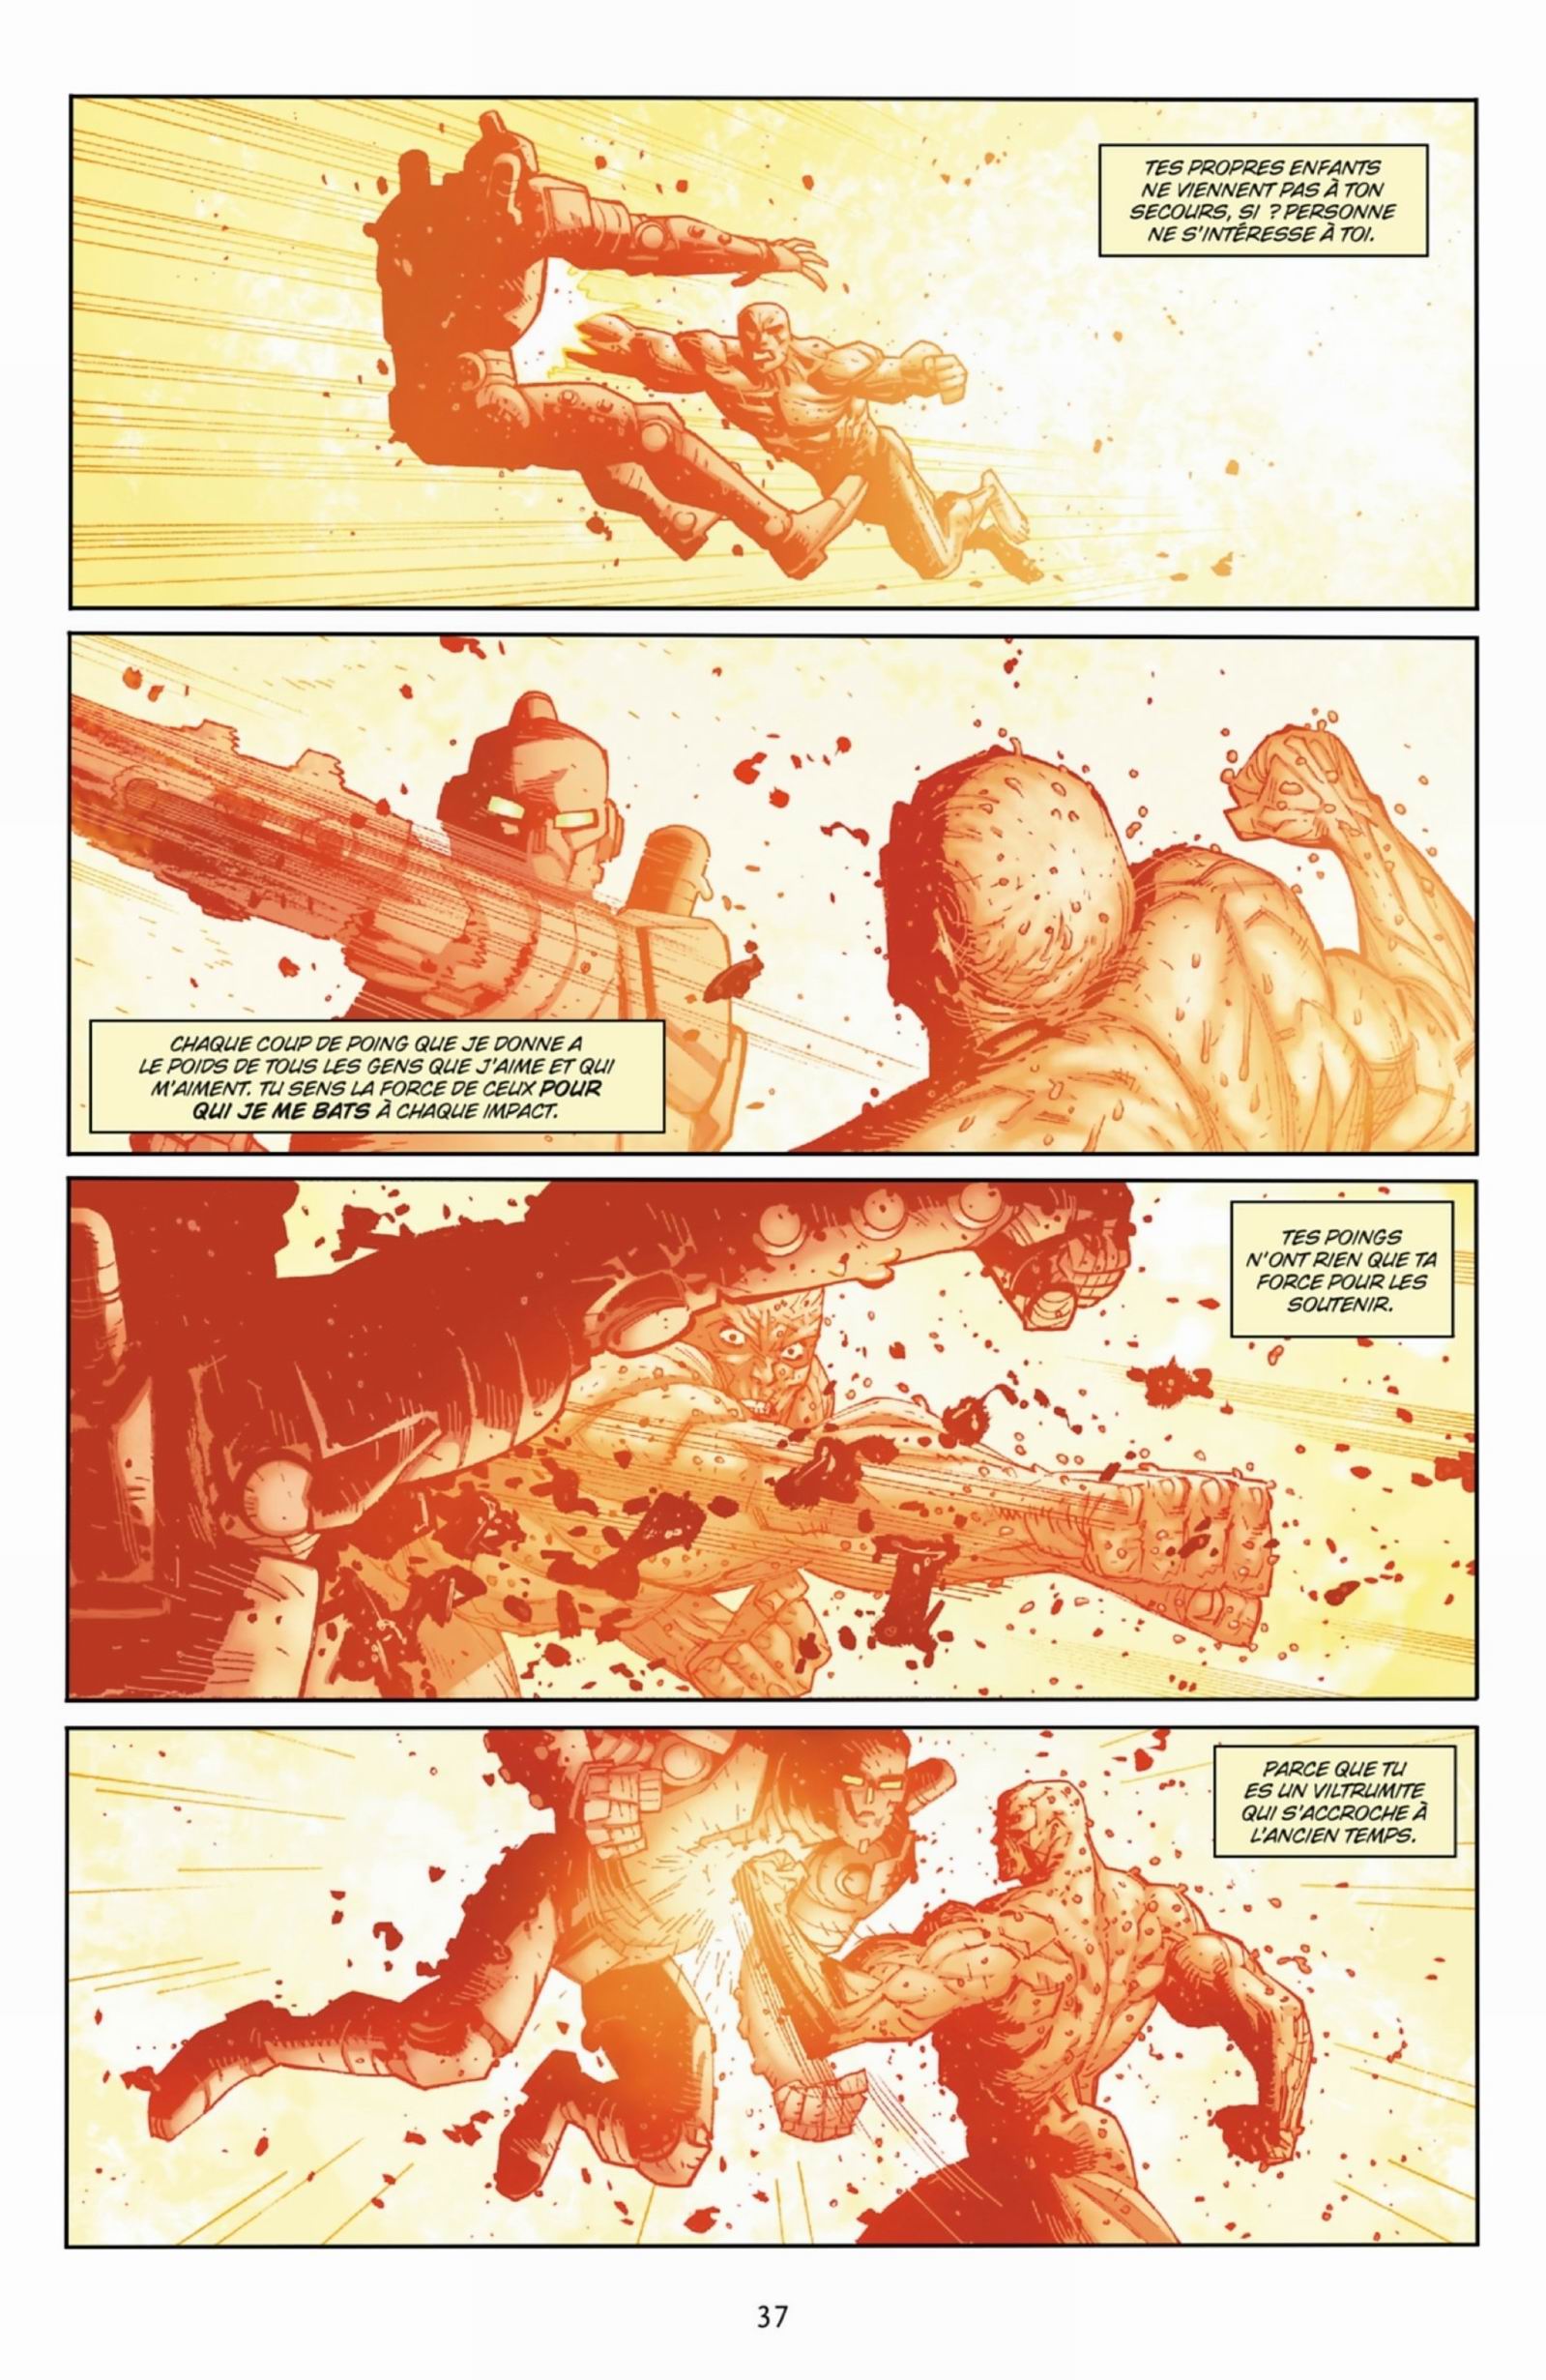 TES PROPRES ENFANTS
NE VIENNENT PAS À TON
SECOURS, SI ? PERSONNE
NE S'INTÉRESSE À TOI.
CHAQUE COUP DE POING QUE JE DONNE A
LE POIDS DE TOUS LES GENS QUE J'AIME ET QUI
M'AIMENT. TU SENS LA FORCE DE CEUX POUR
QUI JE ME BATS À CHAQUE IMPACT.
TES POINGS
N'ONT RIEN QUE TA
FORCE POUR LES
SOUTENIR.
PARCE QUE TU
ES UN VILTRUMITE
QUI S'ACCROCHE À
L'ANCIEN TEMPS.
37